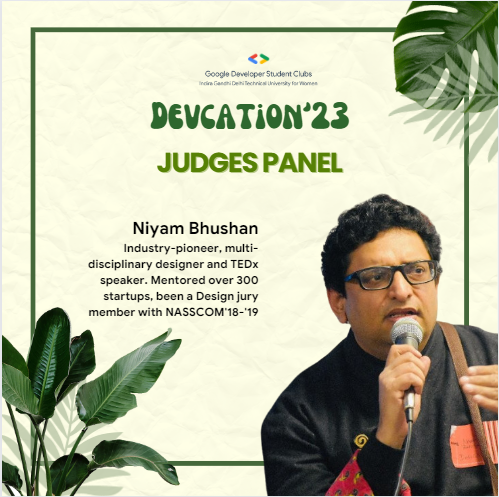 Google Developer Student Clubs
Indira Gandhi Delhi Technical University for Women
DEVCATiON'23
JUDGES PANEL
Niyam Bhushan
Industry-pioneer, multi-
disciplinary designer and TEDx
speaker. Mentored over 300
startups, been a Design jury
member with NASSCOM'18-'19